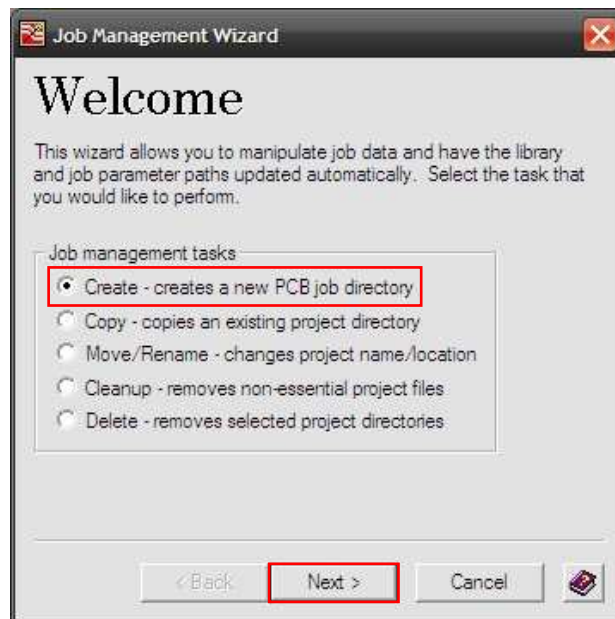 Job Management Wizard
Welcome
This wizard allows you to manipulate job data and have the library
and job parameter paths updated automatically. Select the task that
you would like to perform.
Job management tasks
Create - creates a new PCB job directory
Copy - copies an existing project directory
Move/Rename - changes project name/location
Cleanup - removes non-essential project files
Delete - removes selected project directories
< Back Next > Cancel